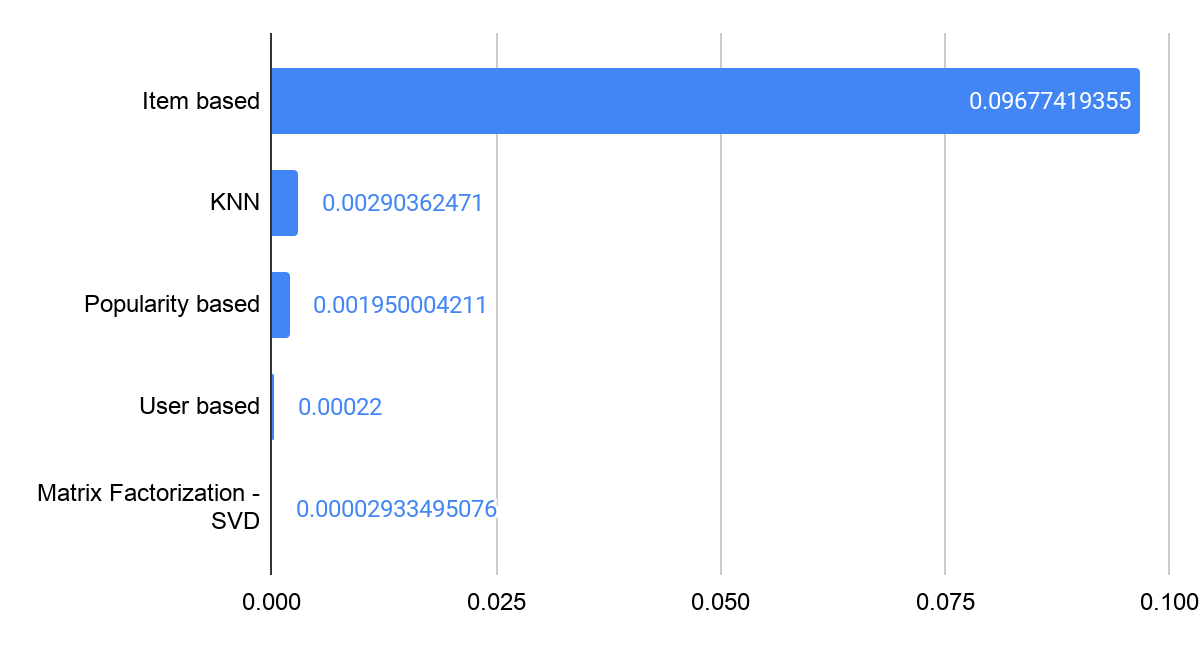 Item based
0.09677419355
KNN
0.00290362471
Popularity based
0.001950004211
User based
0.00022
Matrix Factorization -
SVD
0.00002933495076
0.000
0.025
0.050
0.075
0.100